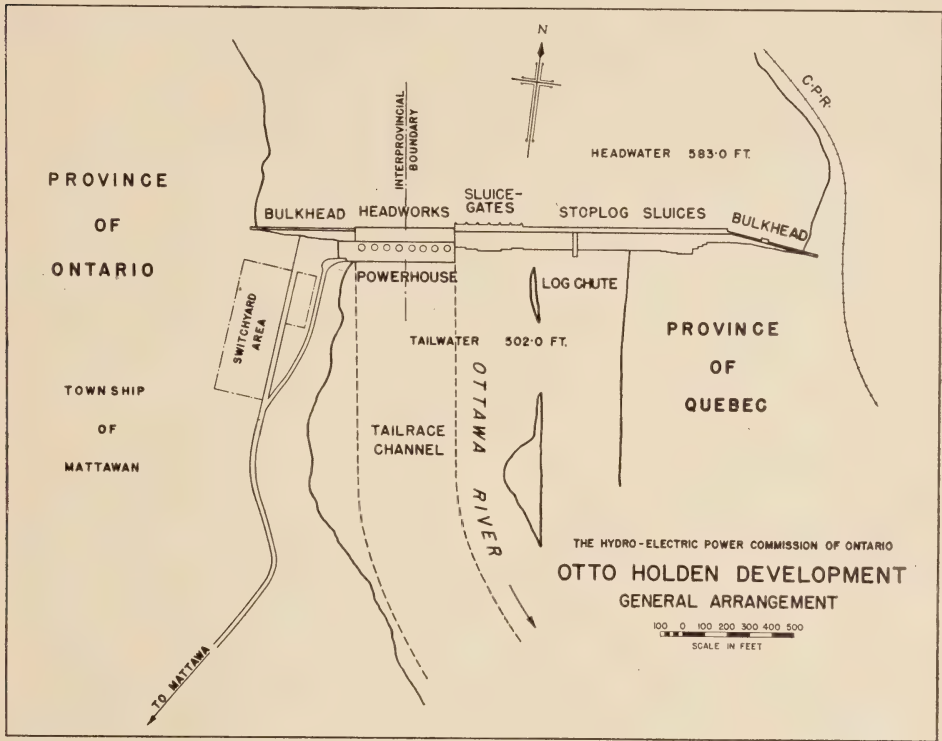 N
C.P.R.
HEADWATER 583.0 FT.
INTERPROVINCIAL
BOUNDARY
PROVINCE
OF
ONTARIO
BULKHEAD
HEADWORKS
SLUICE-
GATES
STOPLOG SLUICES
BULKHEAD
POWERHOUSE
LOG CHUTE
SWITCHYARD
AREA
TAILWATER 502.0 FT.
PROVINCE
OF
QUEBEC
TOWNSHIP
OF
MATTAWAN
TAILRACE
CHANNEL
OTTAWA RIVER
TO MATTAWA
THE HYDRO-ELECTRIC POWER COMMISSION OF ONTARIO
OTTO HOLDEN DEVELOPMENT
GENERAL ARRANGEMENT
100 0 100 200 300 400 500
SCALE IN FEET